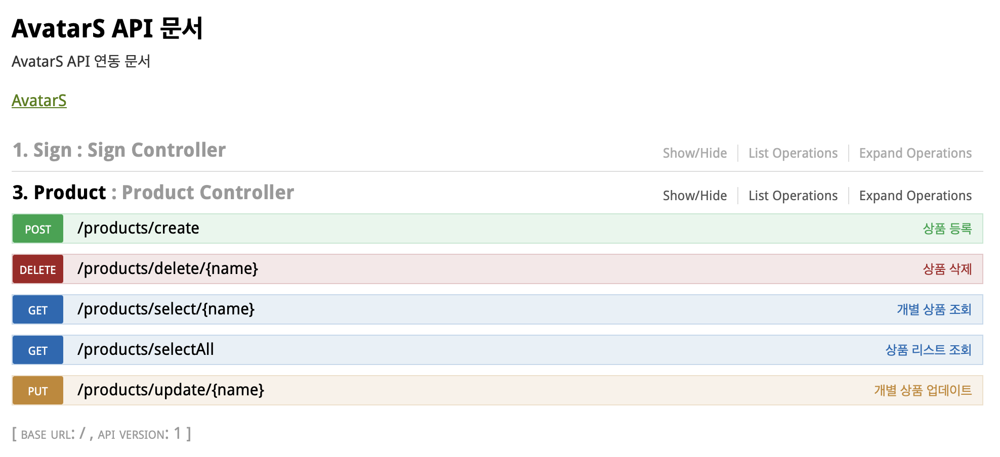 AvatarS API 문서
AvatarS API 연동 문서
AvatarS
1. Sign : Sign Controller Show/Hide List Operations Expand Operations
3. Product : Product Controller Show/Hide List Operations Expand Operations
POST /products/create 상품 등록
DELETE /products/delete/{name} 상품 삭제
GET /products/select/{name} 개별 상품 조회
GET /products/selectAll 상품 리스트 조회
PUT /products/update/{name} 개별 상품 업데이트
[ BASE URL: / , API VERSION: 1 ]